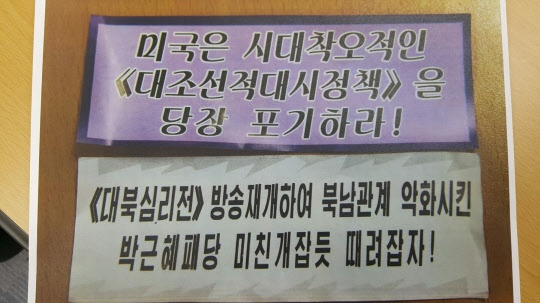 미국은 시대착오적인
《대조선적대시정책》을
당장 포기하라!
《대북심리전》 방송재개하여 북남관계 악화시킨
박근혜패당 미친개잡듯 때려잡자!